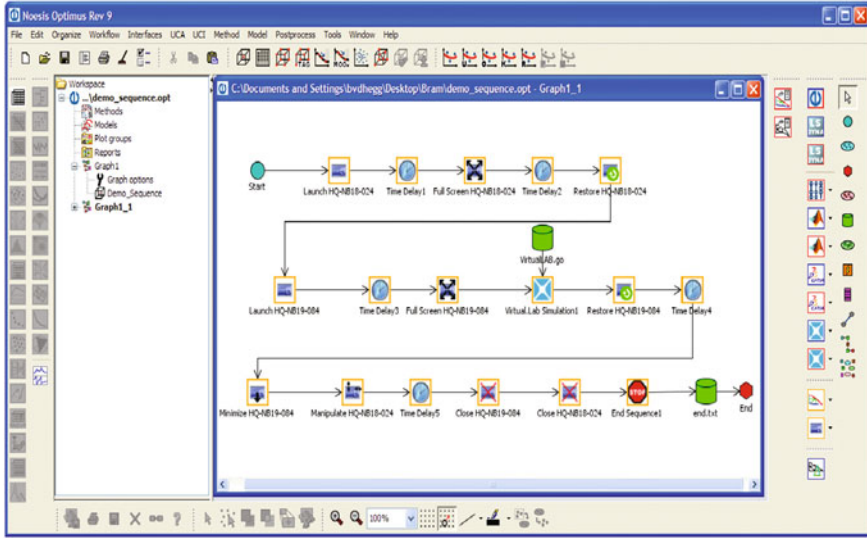 Noesis Optimus Rev 9
File Edit Organize Workflow Interfaces UCA UCI Method Model Postprocess Tools Window Help
Workspace
...\demo_sequence.opt
Methods
Models
Plot groups
Reports
Graph1
Graph options
Demo_Sequence
Graph1_1
C:\Documents and Settings\bvdhegg\Desktop\Bram\demo_sequence.opt - Graph1_1
Start
Launch HQ-NB18-024
Time Delay1
Full Screen HQ-NB18-024
Time Delay2
Restore HQ-NB18-024
VirtualLAB.go
Launch HQ-NB19-084
Time Delay3
Full Screen HQ-NB19-084
Virtual.Lab Simulation1
Restore HQ-NB19-084
Time Delay4
Minimize HQ-NB19-084
Manipulate HQ-NB18-024
Time Delay5
Close HQ-NB19-084
Close HQ-NB18-024
STOP
End Sequence1
end.txt
End
100%